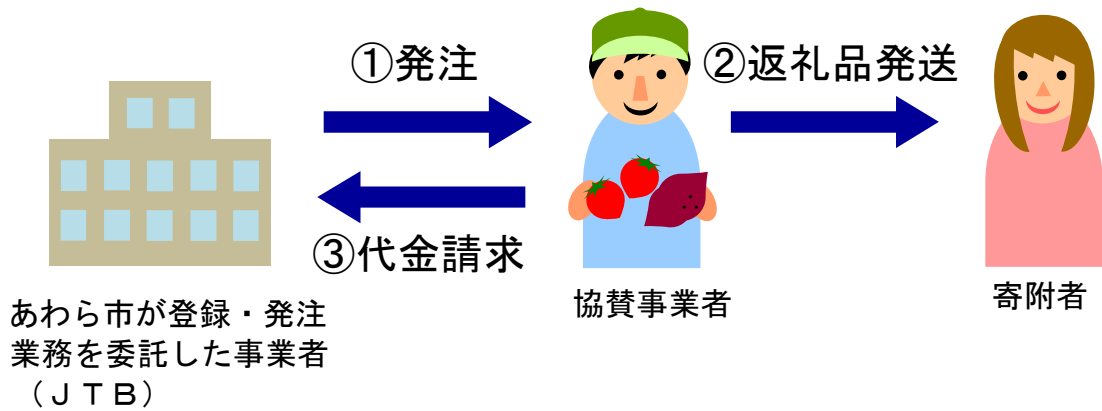 ①発注
②返礼品発送
③代金請求
あわら市が登録・発注
業務を委託した事業者
（ＪＴＢ）
協賛事業者
寄附者